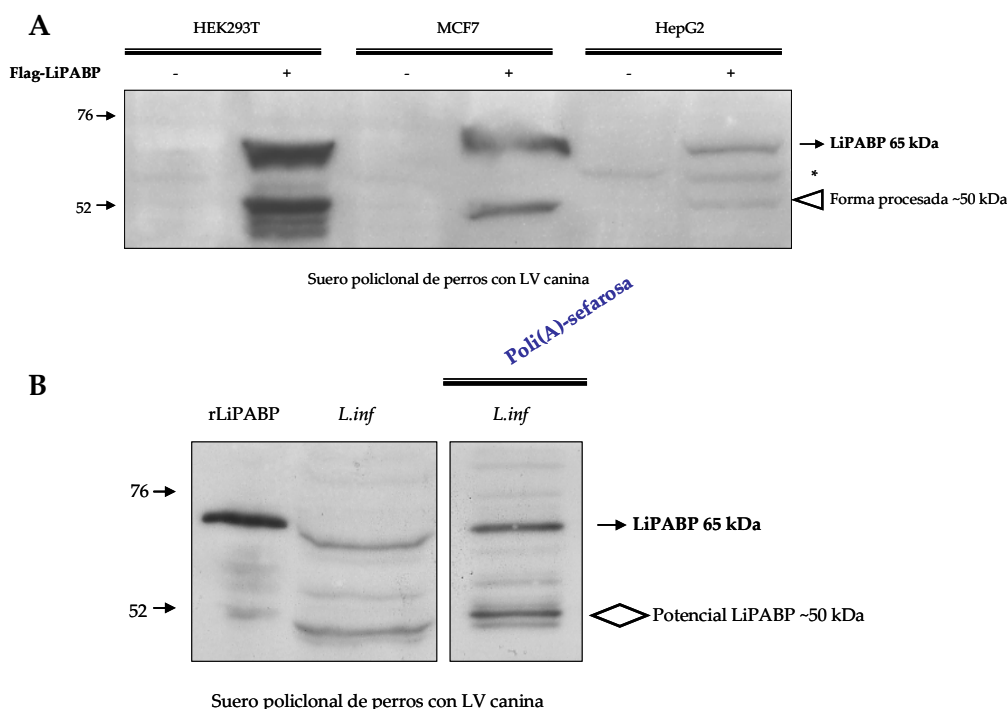 A
HEK293T MCF7 HepG2
Flag-LiPABP - + - + - +
76
LiPABP 65 kDa
*
52
Forma procesada ~50 kDa
Suero policlonal de perros con LV canina
Poli(A)-sefarosa
B
rLiPABP L.inf L.inf
76
LiPABP 65 kDa
52
Potencial LiPABP ~50 kDa
Suero policlonal de perros con LV canina